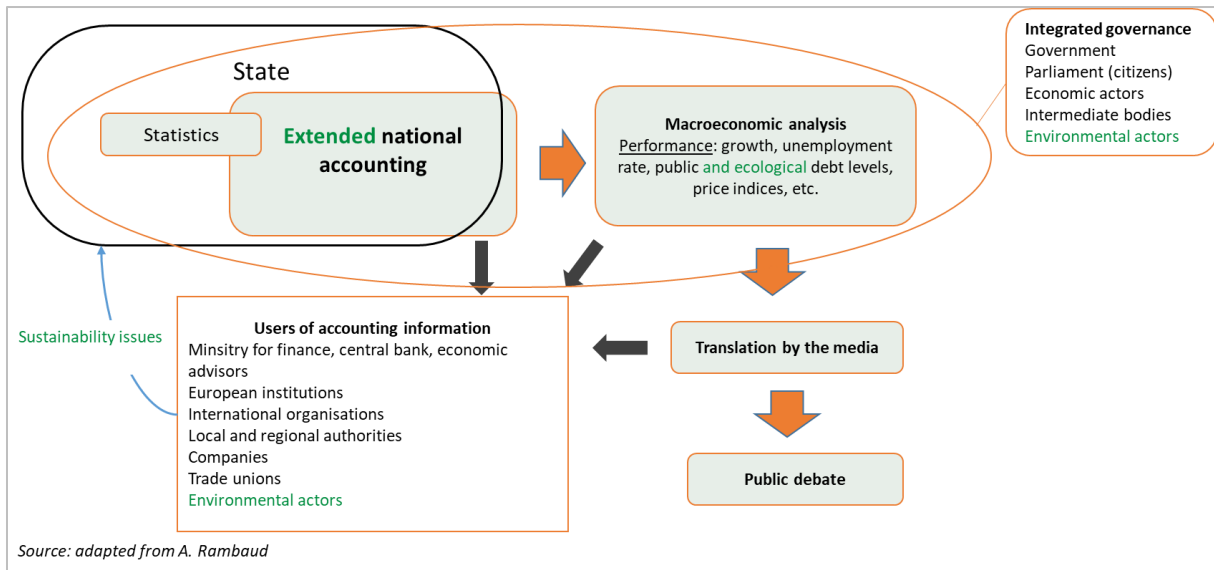 State
Statistics
Extended national
accounting
Macroeconomic analysis
Performance: growth, unemployment
rate, public and ecological debt levels,
price indices, etc.
Integrated governance
Government
Parliament (citizens)
Economic actors
Intermediate bodies
Environmental actors
Sustainability issues
Users of accounting information
Minsitry for finance, central bank, economic
advisors
European institutions
International organisations
Local and regional authorities
Companies
Trade unions
Environmental actors
Translation by the media
Public debate
Source: adapted from A. Rambaud